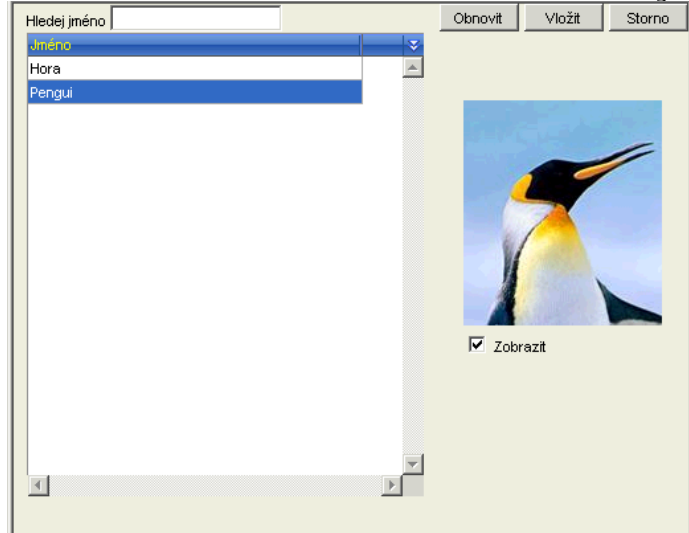 Hledej jméno
Obnovit Vložit Storno
Jméno
Hora
Pengui
Zobrazit